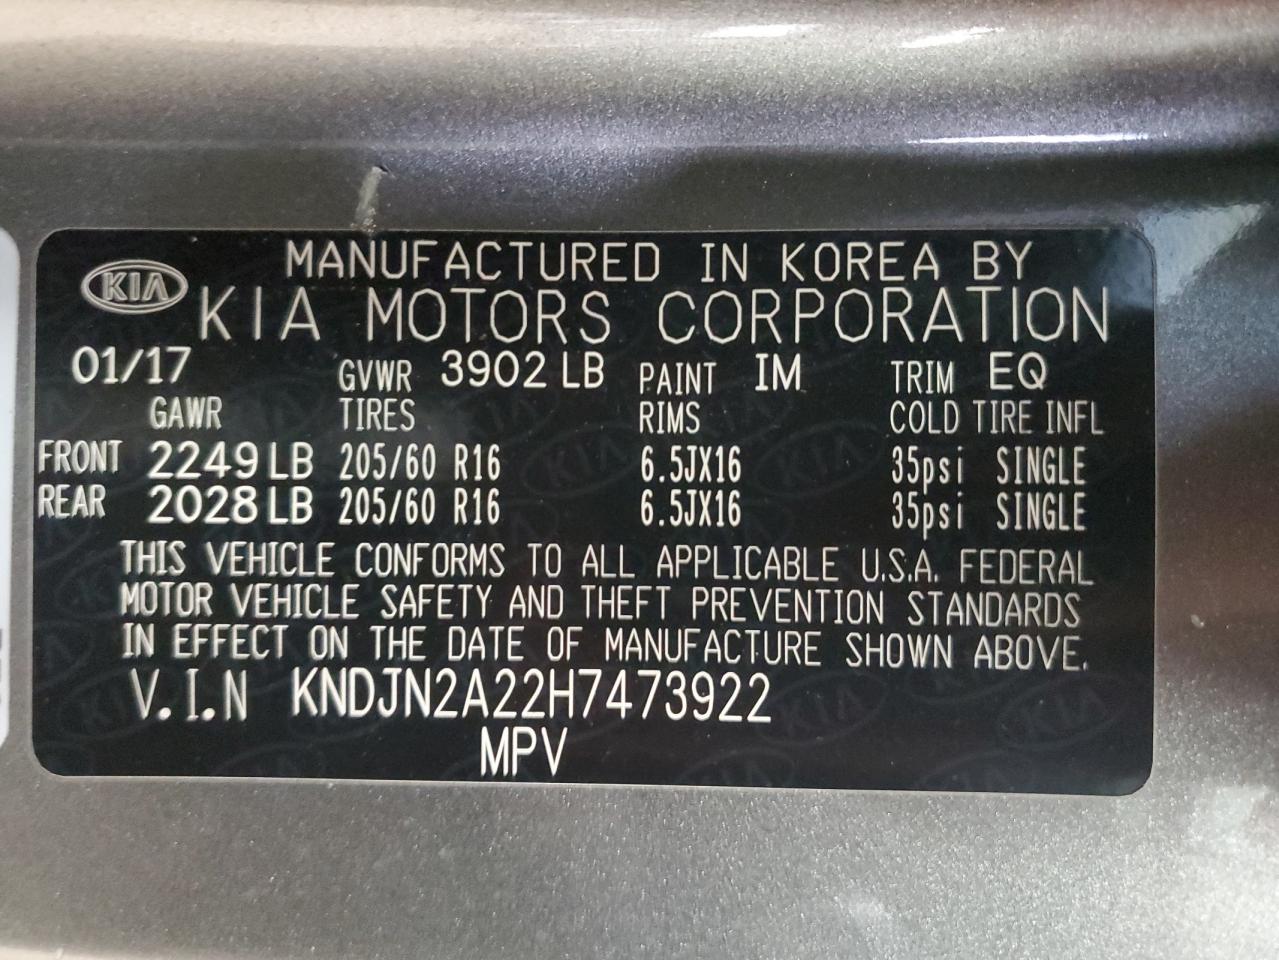 MANUFACTURED IN KOREA BY
KIA
KIA MOTORS CORPORATION
01/17 GVWR 3902 LB PAINT IM TRIM EQ
GAWR TIRES RIMS COLD TIRE INFL
FRONT 2249 LB 205/60 R16 6.5JX16 35psi SINGLE
REAR 2028 LB 205/60 R16 6.5JX16 35psi SINGLE
THIS VEHICLE CONFORMS TO ALL APPLICABLE U.S.A. FEDERAL
MOTOR VEHICLE SAFETY AND THEFT PREVENTION STANDARDS
IN EFFECT ON THE DATE OF MANUFACTURE SHOWN ABOVE.
V.I.N KNDJN2A22H7473922
MPV